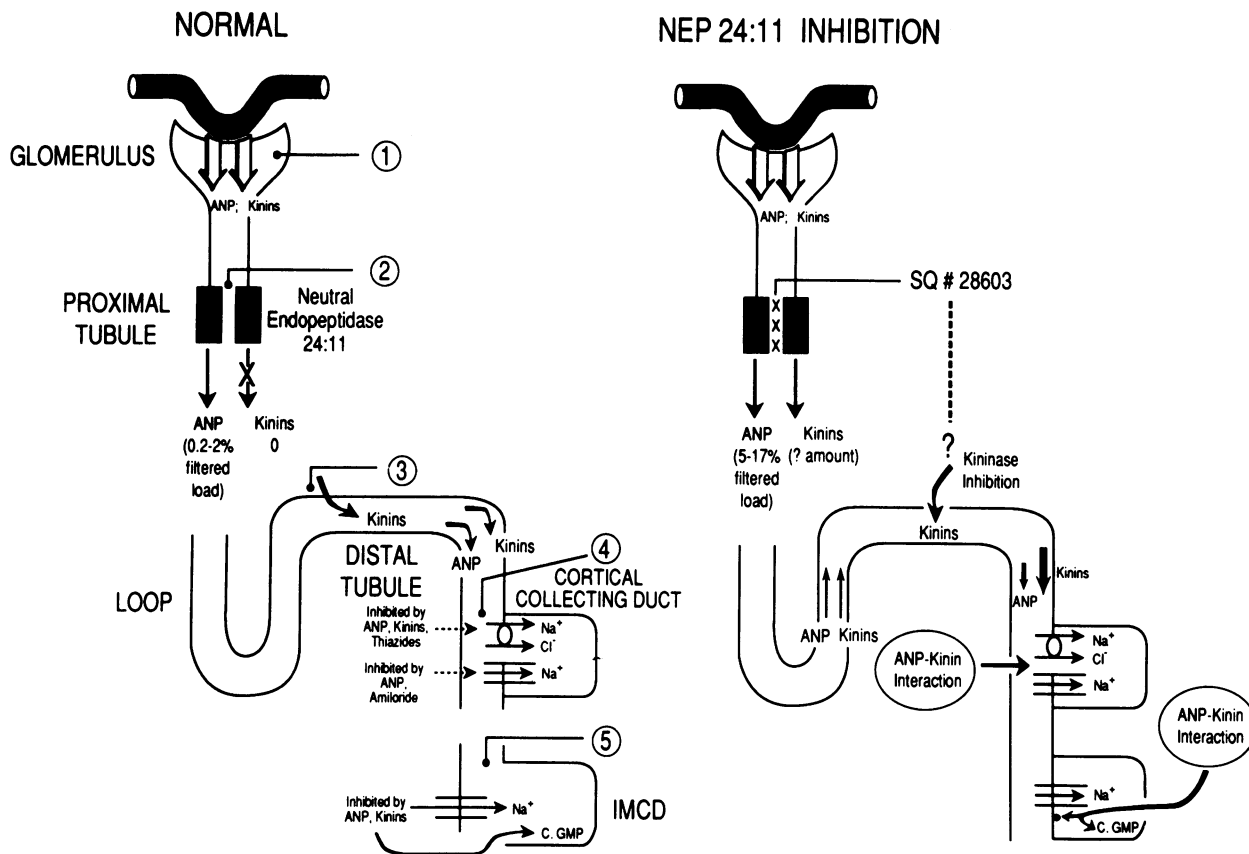 NORMAL
GLOMERULUS
①
ANP; Kinins
②
PROXIMAL
TUBULE
Neutral
Endopeptidase
24:11
ANP
(0.2-2%
filtered
load)
Kinins
0
③
Kinins
Kinins
ANP
④
DISTAL
TUBULE
CORTICAL
COLLECTING DUCT
LOOP
Inhibited by
ANP, Kinins,
Thiazides
Na+
Cl-
Inhibited by
ANP,
Amiloride
Na+
⑤
Inhibited by
ANP, Kinins
Na+
IMCD
C. GMP
NEP 24:11 INHIBITION
ANP; Kinins
SQ # 28603
x
x
x
ANP
(5-17%
filtered
load)
Kinins
(? amount)
?
Kininase
Inhibition
Kinins
Kinins
ANP
ANP Kinins
Na+
Cl-
Na+
ANP-Kinin
Interaction
ANP-Kinin
Interaction
Na+
C. GMP